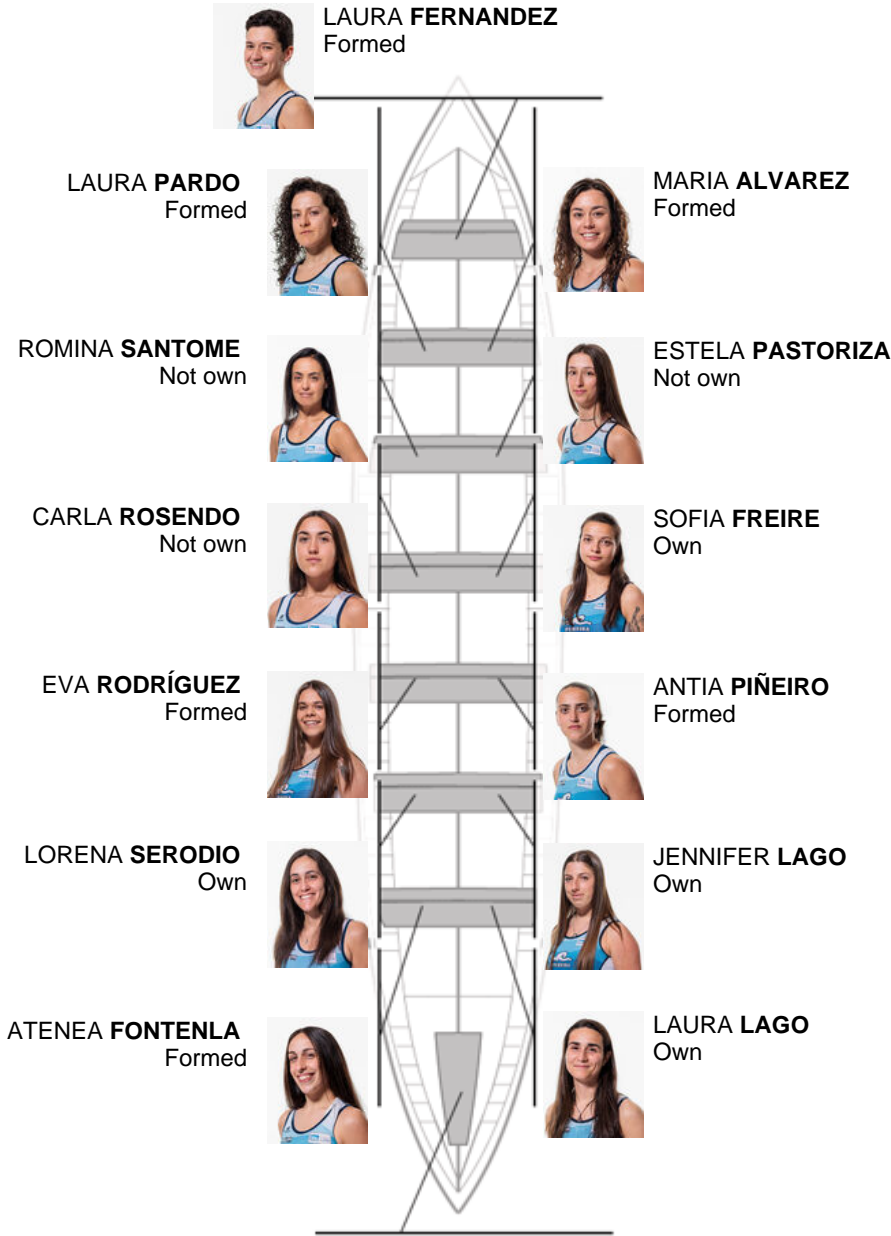 LAURA FERNANDEZ
Formed
LAURA PARDO
Formed
MARIA ALVAREZ
Formed
ROMINA SANTOME
Not own
ESTELA PASTORIZA
Not own
CARLA ROSENDO
Not own
SOFIA FREIRE
Own
EVA RODRÍGUEZ
Formed
ANTIA PIÑEIRO
Formed
LORENA SERODIO
Own
JENNIFER LAGO
Own
ATENEA FONTENLA
Formed
LAURA LAGO
Own